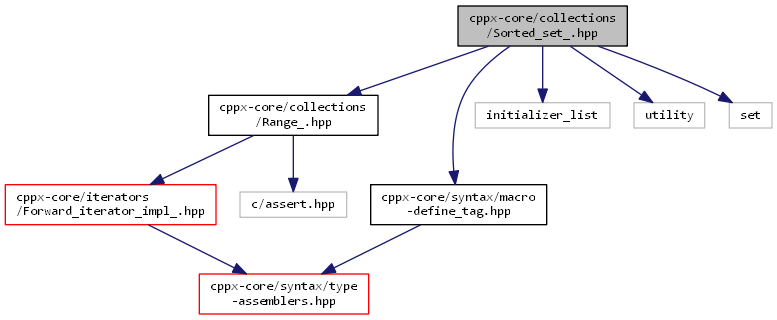 cppx-core/collections
/Sorted_set_.hpp
cppx-core/collections
/Range_.hpp
initializer_list
utility
set
cppx-core/iterators
/Forward_iterator_impl_.hpp
c/assert.hpp
cppx-core/syntax/macro
-define_tag.hpp
cppx-core/syntax/type
-assemblers.hpp